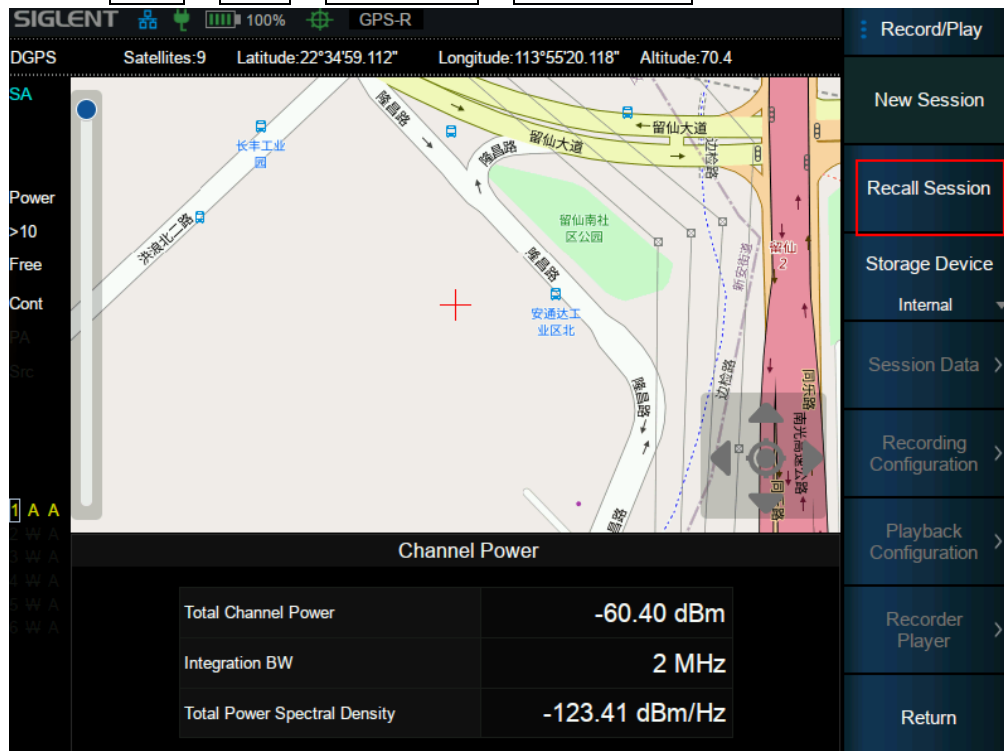 SIGLENT 100% GPS-R
Record/Play
DGPS Satellites:9 Latitude:22°34'59.112" Longitude:113°55'20.118" Altitude:70.4
SA
New Session
Power
>10
Free
Cont
PA
Src
1 A A
2 W A
3 W A
4 W A
5 W A
6 W A
隆昌路
长丰工业
园
洪浪北二路
隆昌路
留仙大道
留仙大道
边检路
留仙南社
区公园
隆昌路
安通达工
业区北
新安街道
留仙
2
边检路
隆昌路
同乐路
南光高速公路
隆昌路
Recall Session
Storage Device
Internal
Session Data
Recording
Configuration
Playback
Configuration
Recorder
Player
Return
Channel Power
Total Channel Power -60.40 dBm
Integration BW 2 MHz
Total Power Spectral Density -123.41 dBm/Hz